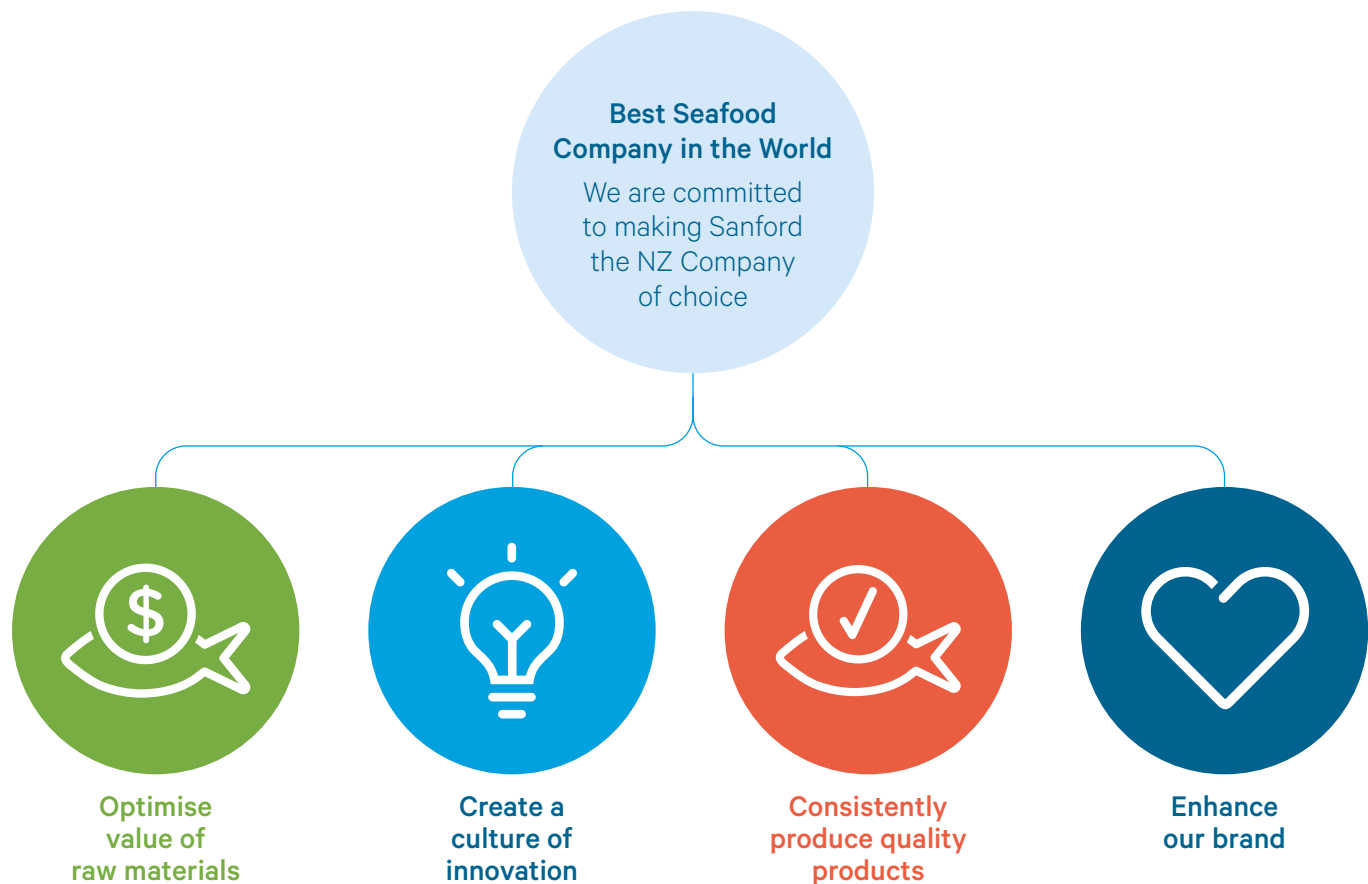 Best Seafood
Company in the World
We are committed
to making Sanford
the NZ Company
of choice
$
Optimise
value of
raw materials
Create a
culture of
innovation
Consistently
produce quality
products
Enhance
our brand